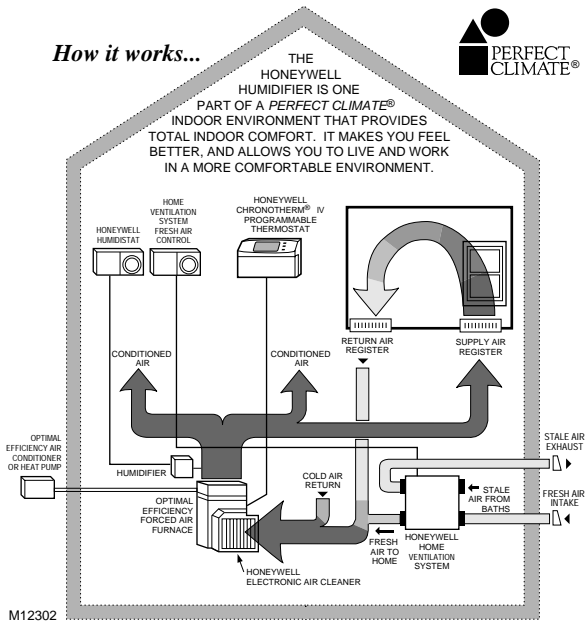 How it works...
PERFECT
CLIMATE®
THE
HONEYWELL
HUMIDIFIER IS ONE
PART OF A PERFECT CLIMATE®
INDOOR ENVIRONMENT THAT PROVIDES
TOTAL INDOOR COMFORT. IT MAKES YOU FEEL
BETTER, AND ALLOWS YOU TO LIVE AND WORK
IN A MORE COMFORTABLE ENVIRONMENT.
HONEYWELL
HUMIDISTAT
HOME
VENTILATION
SYSTEM
FRESH AIR
CONTROL
HONEYWELL
CHRONOTHERM® IV
PROGRAMMABLE
THERMOSTAT
RETURN AIR
REGISTER
SUPPLY AIR
REGISTER
CONDITIONED
AIR
CONDITIONED
AIR
OPTIMAL
EFFICIENCY AIR
CONDITIONER
OR HEAT PUMP
HUMIDIFIER
OPTIMAL
EFFICIENCY
FORCED AIR
FURNACE
COLD AIR
RETURN
STALE AIR
EXHAUST
STALE
AIR FROM
BATHS
FRESH AIR
INTAKE
FRESH
AIR TO
HOME
HONEYWELL
HOME
VENTILATION
SYSTEM
HONEYWELL
ELECTRONIC AIR CLEANER
M12302